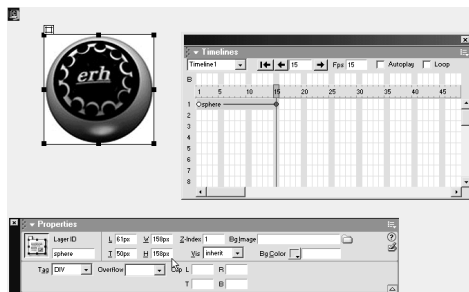 erh
Timelines
Timeline1 15 Fps 15 Autoplay Loop
B
1 5 10 15 20 25 30 35 40 45
1 sphere
2
3
4
5
6
7
8
Properties
Layer ID L 61px W 158px Z-Index 1 Bg Image
sphere T 50px H 158px Vis inherit Bg Color
Tag DIV Overflow Clip L R
T B